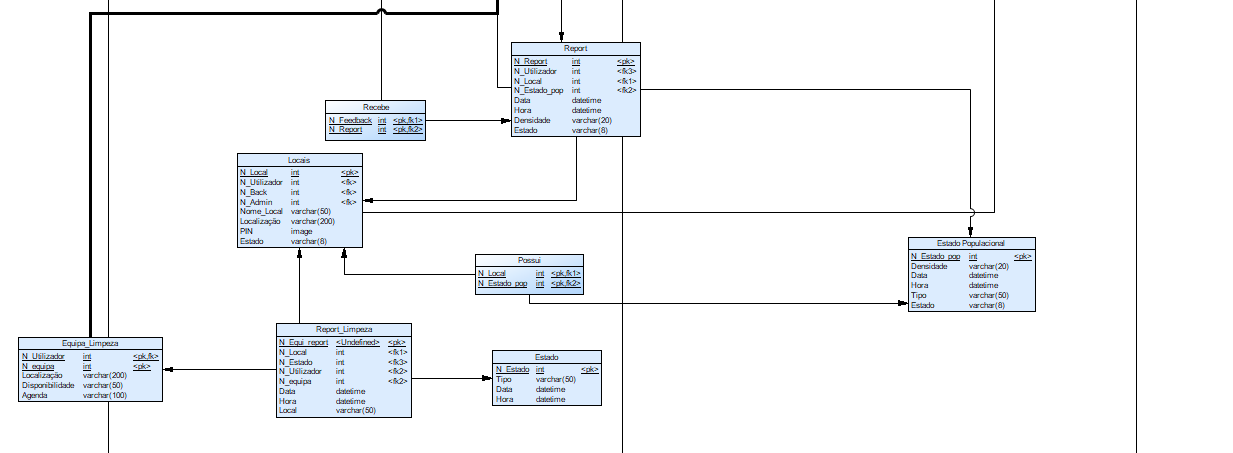 Report
N_Report int <pk>
N_Utilizador int <fk3>
N_Local int <fk1>
N_Estado_pop int <fk2>
Data datetime
Hora datetime
Densidade varchar(20)
Estado varchar(8)
Recebe
N_Feedback int <pk,fk1>
N_Report int <pk,fk2>
Locais
N_Local int <pk>
N_Utilizador int <fk>
N_Back int <fk>
N_Admin int <fk>
Nome_Local varchar(50)
Localização varchar(200)
PIN image
Estado varchar(8)
Estado Populacional
N_Estado_pop int <pk>
Densidade varchar(20)
Data datetime
Hora datetime
Tipo varchar(50)
Estado varchar(8)
Possui
N_Local int <pk,fk1>
N_Estado_pop int <pk,fk2>
Equipa_Limpeza
N_Utilizador int <pk,fk>
N_equipa int <pk>
Localização varchar(200)
Disponibilidade varchar(50)
Agenda varchar(100)
Report_Limpeza
N_Equi_report <Undefined> <pk>
N_Local int <fk1>
N_Estado int <fk3>
N_Utilizador int <fk2>
N_equipa int <fk2>
Data datetime
Hora datetime
Local varchar(50)
Estado
N_Estado int <pk>
Tipo varchar(50)
Data datetime
Hora datetime